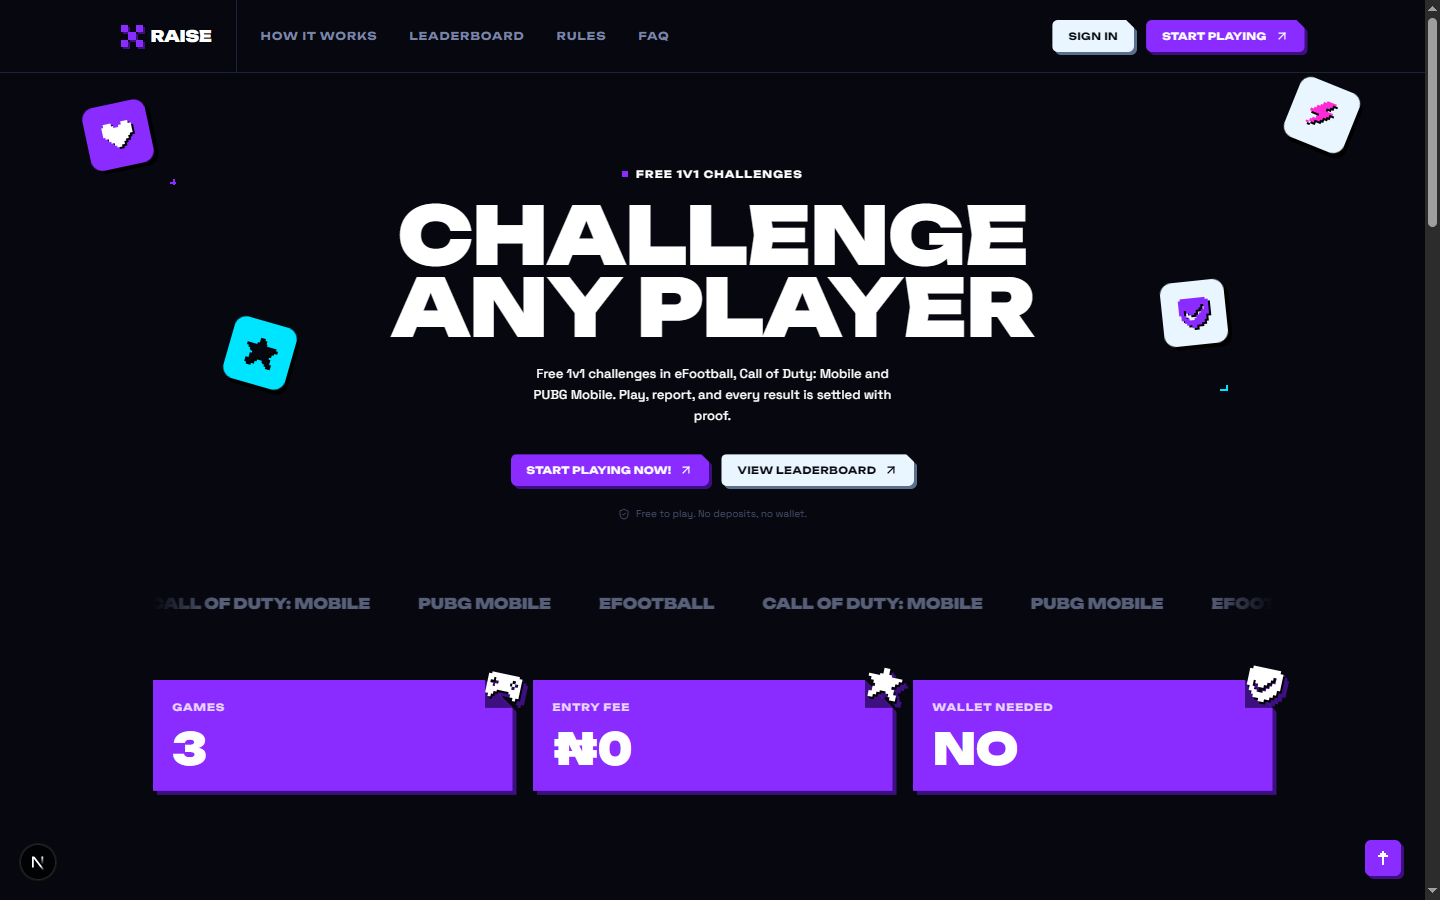 RAISE
HOW IT WORKS
LEADERBOARD
RULES
FAQ
SIGN IN
START PLAYING
FREE 1V1 CHALLENGES
CHALLENGE
ANY PLAYER
Free 1v1 challenges in eFootball, Call of Duty: Mobile and
PUBG Mobile. Play, report, and every result is settled with
proof.
START PLAYING NOW!
VIEW LEADERBOARD
Free to play. No deposits, no wallet.
CALL OF DUTY: MOBILE
PUBG MOBILE
EFOOTBALL
CALL OF DUTY: MOBILE
PUBG MOBILE
EFOOT
GAMES
3
ENTRY FEE
₦0
WALLET NEEDED
NO
N